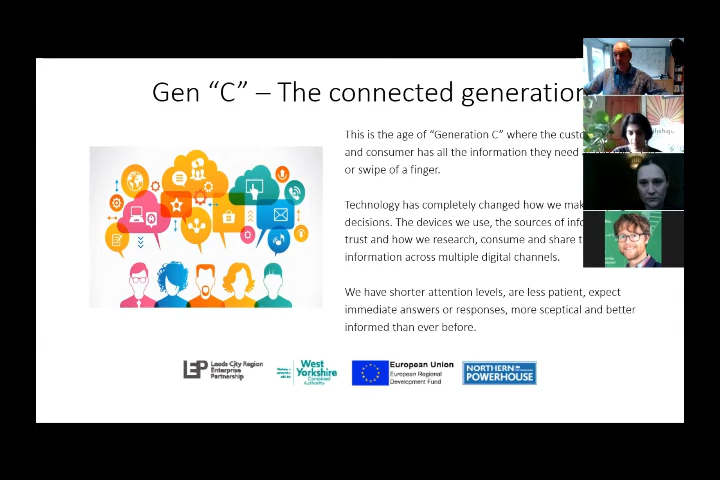 Gen “C” – The connected generation
This is the age of “Generation C” where the
and consumer has all the information they need
or swipe of a finger.
Technology has completely changed how we
decisions. The devices we use, the sources of
trust and how we research, consume and share
information across multiple digital channels.
We have shorter attention levels, are less patient, expect
immediate answers or responses, more sceptical and better
informed than ever before.
LEP
Leeds City Region
Enterprise
Partnership
West
Yorkshire
Combined
Authority
European Union
European Regional
Development Fund
NORTHERN
POWERHOUSE